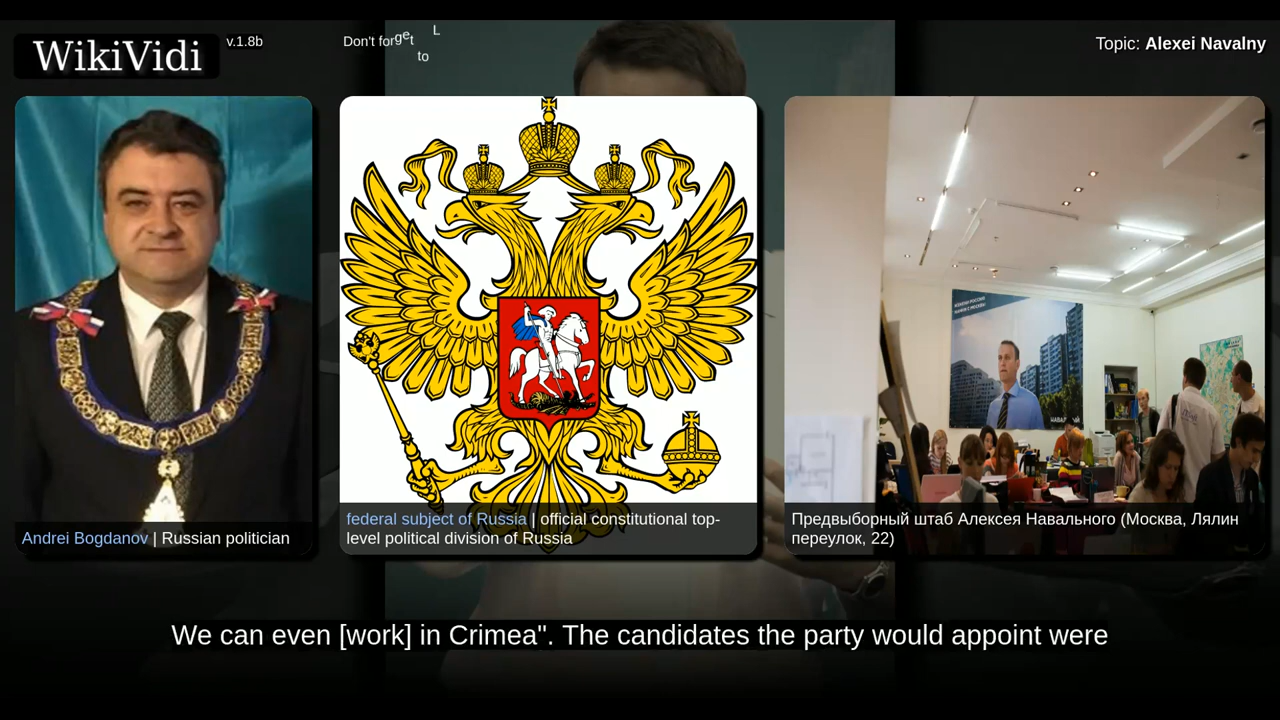 WikiVidi
v.1.8b
Don't forget to L
Topic: Alexei Navalny
Andrei Bogdanov | Russian politician
federal subject of Russia | official constitutional top-
level political division of Russia
Предвыборный штаб Алексея Навального (Москва, Лялин
переулок, 22)
We can even [work] in Crimea". The candidates the party would appoint were